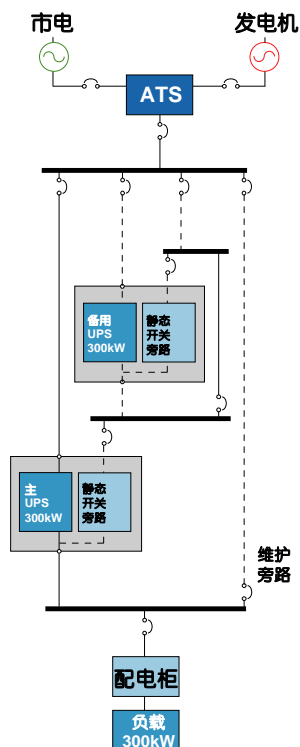 市电
发电机
ATS
备用
UPS
300kW
静态
开关
旁路
主
UPS
300kW
静态
开关
旁路
维护
旁路
配电柜
负载
300kW